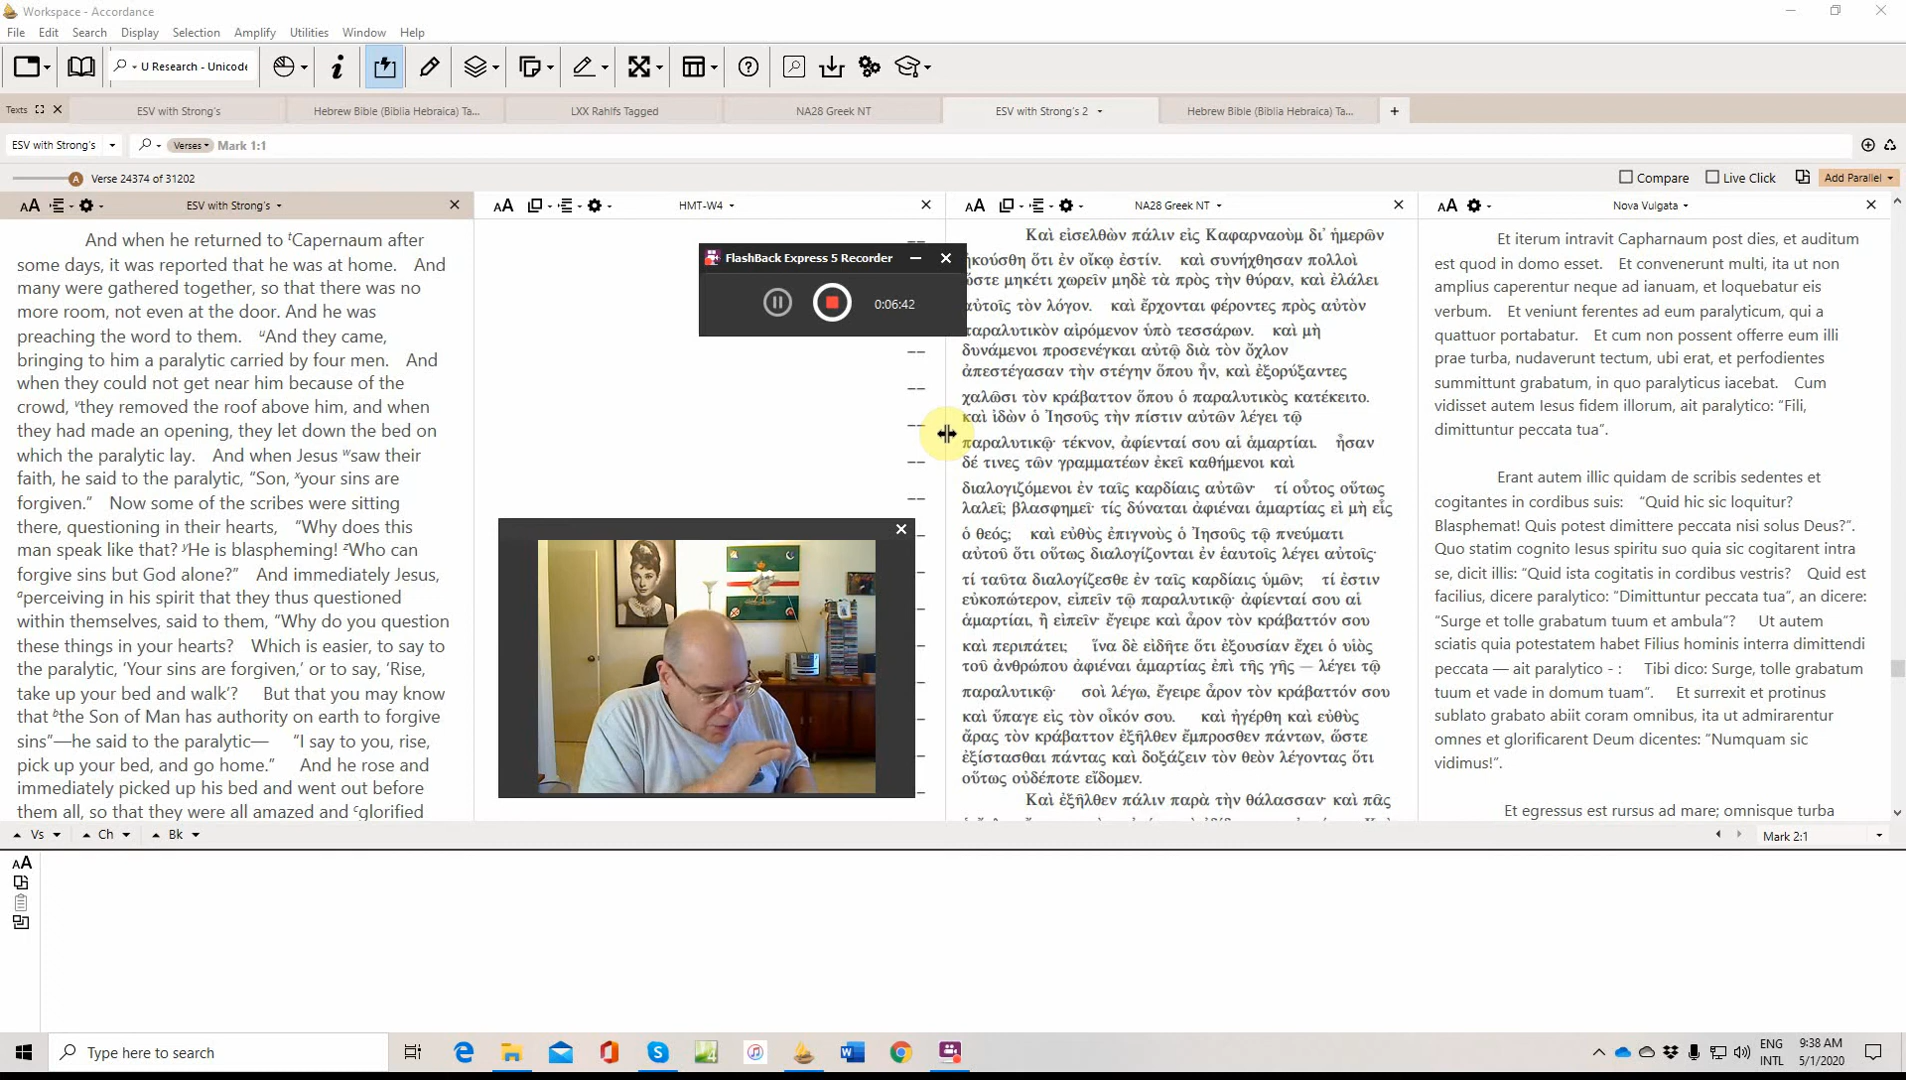 Workspace - Accordance
File Edit Search Display Selection Amplify Utilities Window Help
U Research - Unicode
Texts
ESV with Strong's
Hebrew Bible (Biblia Hebraica) Ta...
LXX Rahlfs Tagged
NA28 Greek NT
ESV with Strong's 2
Hebrew Bible (Biblia Hebraica) Ta...
ESV with Strong's
Verses
Mark 1:1
A
Verse 24374 of 31202
Compare
Live Click
Add Parallel
ESV with Strong's
And when he returned to ᵗCapernaum after
some days, it was reported that he was at home. And
many were gathered together, so that there was no
more room, not even at the door. And he was
preaching the word to them. ᵘAnd they came,
bringing to him a paralytic carried by four men. And
when they could not get near him because of the
crowd, ᵛthey removed the roof above him, and when
they had made an opening, they let down the bed on
which the paralytic lay. And when Jesus ʷsaw their
faith, he said to the paralytic, “Son, ˣyour sins are
forgiven.” Now some of the scribes were sitting
there, questioning in their hearts, “Why does this
man speak like that? ʸHe is blaspheming! ᶻWho can
forgive sins but God alone?” And immediately Jesus,
ᵃperceiving in his spirit that they thus questioned
within themselves, said to them, “Why do you question
these things in your hearts? Which is easier, to say to
the paralytic, ‘Your sins are forgiven,’ or to say, ‘Rise,
take up your bed and walk’? But that you may know
that ᵇthe Son of Man has authority on earth to forgive
sins”—he said to the paralytic— “I say to you, rise,
pick up your bed, and go home.” And he rose and
immediately picked up his bed and went out before
them all, so that they were all amazed and ᶜglorified
HMT-W4
FlashBack Express 5 Recorder
0:06:42
NA28 Greek NT
Καὶ εἰσελθὼν πάλιν εἰς Καφαρναοὺμ δι’ ἡμερῶν
ἠκούσθη ὅτι ἐν οἴκῳ ἐστίν. καὶ συνήχθησαν πολλοὶ
ὥστε μηκέτι χωρεῖν μηδὲ τὰ πρὸς τὴν θύραν, καὶ ἐλάλει
αὐτοῖς τὸν λόγον. καὶ ἔρχονται φέροντες πρὸς αὐτὸν
παραλυτικὸν αἰρόμενον ὑπὸ τεσσάρων. καὶ μὴ
δυνάμενοι προσενέγκαι αὐτῷ διὰ τὸν ὄχλον
ἀπεστέγασαν τὴν στέγην ὅπου ἦν, καὶ ἐξορύξαντες
χαλῶσι τὸν κράβαττον ὅπου ὁ παραλυτικὸς κατέκειτο.
καὶ ἰδὼν ὁ Ἰησοῦς τὴν πίστιν αὐτῶν λέγει τῷ
παραλυτικῷ· τέκνον, ἀφίενταί σου αἱ ἁμαρτίαι. ἦσαν
δέ τινες τῶν γραμματέων ἐκεῖ καθήμενοι καὶ
διαλογιζόμενοι ἐν ταῖς καρδίαις αὐτῶν· τί οὗτος οὕτως
λαλεῖ; βλασφημεῖ· τίς δύναται ἀφιέναι ἁμαρτίας εἰ μὴ εἷς
ὁ θεός; καὶ εὐθὺς ἐπιγνοὺς ὁ Ἰησοῦς τῷ πνεύματι
αὐτοῦ ὅτι οὕτως διαλογίζονται ἐν ἑαυτοῖς λέγει αὐτοῖς·
τί ταῦτα διαλογίζεσθε ἐν ταῖς καρδίαις ὑμῶν; τί ἐστιν
εὐκοπώτερον, εἰπεῖν τῷ παραλυτικῷ· ἀφίενταί σου αἱ
ἁμαρτίαι, ἢ εἰπεῖν· ἔγειρε καὶ ἆρον τὸν κράβαττόν σου
καὶ περιπάτει; ἵνα δὲ εἰδῆτε ὅτι ἐξουσίαν ἔχει ὁ υἱὸς
τοῦ ἀνθρώπου ἀφιέναι ἁμαρτίας ἐπὶ τῆς γῆς — λέγει τῷ
παραλυτικῷ· σοὶ λέγω, ἔγειρε ἆρον τὸν κράβαττόν σου
καὶ ὕπαγε εἰς τὸν οἶκόν σου. καὶ ἠγέρθη καὶ εὐθὺς
ἄρας τὸν κράβαττον ἐξῆλθεν ἔμπροσθεν πάντων, ὥστε
ἐξίστασθαι πάντας καὶ δοξάζειν τὸν θεὸν λέγοντας ὅτι
οὕτως οὐδέποτε εἴδομεν.
Καὶ ἐξῆλθεν πάλιν παρὰ τὴν θάλασσαν· καὶ πᾶς
Nova Vulgata
Et iterum intravit Capharnaum post dies, et auditum
est quod in domo esset. Et convenerunt multi, ita ut non
amplius caperentur neque ad ianuam, et loquebatur eis
verbum. Et veniunt ferentes ad eum paralyticum, qui a
quattuor portabatur. Et cum non possent offerre eum illi
prae turba, nudaverunt tectum, ubi erat, et perfodientes
summittunt grabatum, in quo paralyticus iacebat. Cum
vidisset autem Iesus fidem illorum, ait paralytico: “Fili,
dimittuntur peccata tua”.
Erant autem illic quidam de scribis sedentes et
cogitantes in cordibus suis: “Quid hic sic loquitur?
Blasphemat! Quis potest dimittere peccata nisi solus Deus?”.
Quo statim cognito Iesus spiritu suo quia sic cogitarent intra
se, dicit illis: “Quid ista cogitatis in cordibus vestris? Quid est
facilius, dicere paralytico: “Dimittuntur peccata tua”, an dicere:
“Surge et tolle grabatum tuum et ambula”? Ut autem
sciatis quia potestatem habet Filius hominis interra dimittendi
peccata — ait paralytico - : Tibi dico: Surge, tolle grabatum
tuum et vade in domum tuam”. Et surrexit et protinus
sublato grabato abiit coram omnibus, ita ut admirarentur
omnes et glorificarent Deum dicentes: “Numquam sic
vidimus!”.
Et egressus est rursus ad mare; omnisque turba
Vs Ch Bk
Mark 2:1
Type here to search
ENG
INTL
9:38 AM
5/1/2020